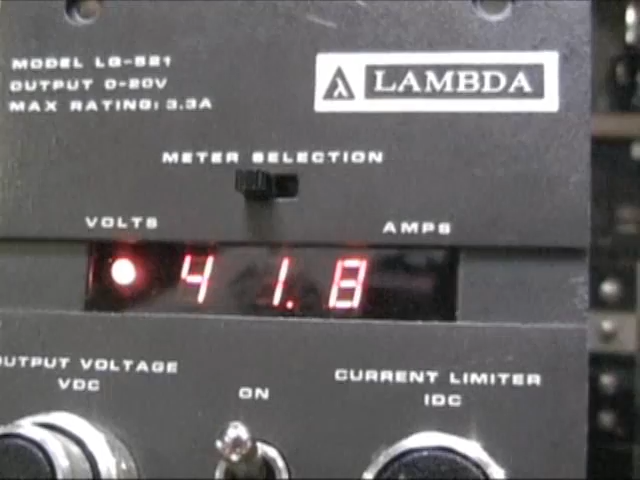 MODEL LQ-521
OUTPUT 0-20V
MAX RATING: 3.3A
λ LAMBDA
METER SELECTION
VOLTS
AMPS
41.8
OUTPUT VOLTAGE
VDC
ON
CURRENT LIMITER
IDC